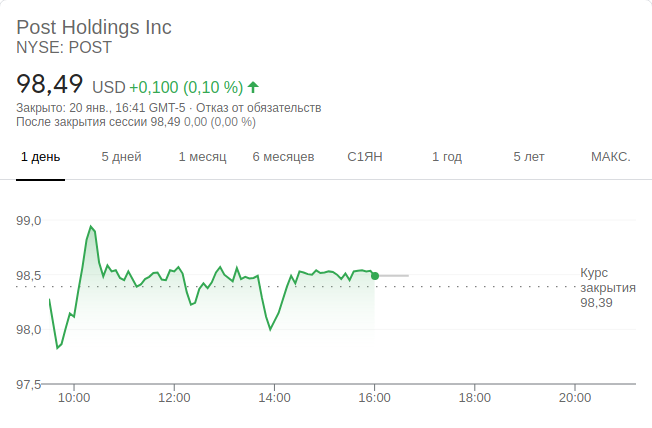 Post Holdings Inc
NYSE: POST
98,49 USD +0,100 (0,10 %)
Закрыто: 20 янв., 16:41 GMT-5 · Отказ от обязательств
После закрытия сессии 98,49 0,00 (0,00 %)
1 день 5 дней 1 месяц 6 месяцев С1ЯН 1 год 5 лет МАКС.
99,0
98,5
Курс
закрытия
98,39
98,0
97,5
10:00 12:00 14:00 16:00 18:00 20:00